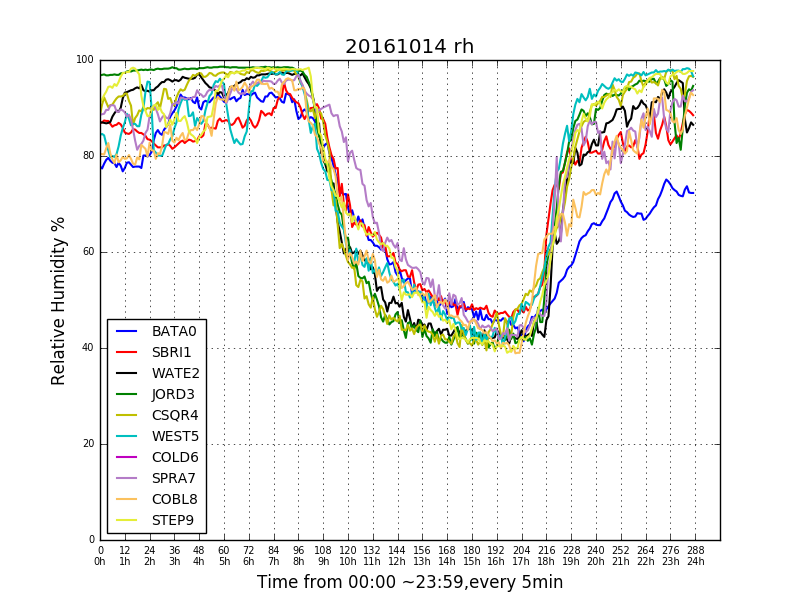 20161014 rh
100
80
60
40
20
0
Relative Humidity %
BATA0
SBRI1
WATE2
JORD3
CSQR4
WEST5
COLD6
SPRA7
COBL8
STEP9
0 12 24 36 48 60 72 84 96 108 120 132 144 156 168 180 192 204 216 228 240 252 264 276 288
0h 1h 2h 3h 4h 5h 6h 7h 8h 9h 10h 11h 12h 13h 14h 15h 16h 17h 18h 19h 20h 21h 22h 23h 24h
Time from 00:00 ~23:59,every 5min